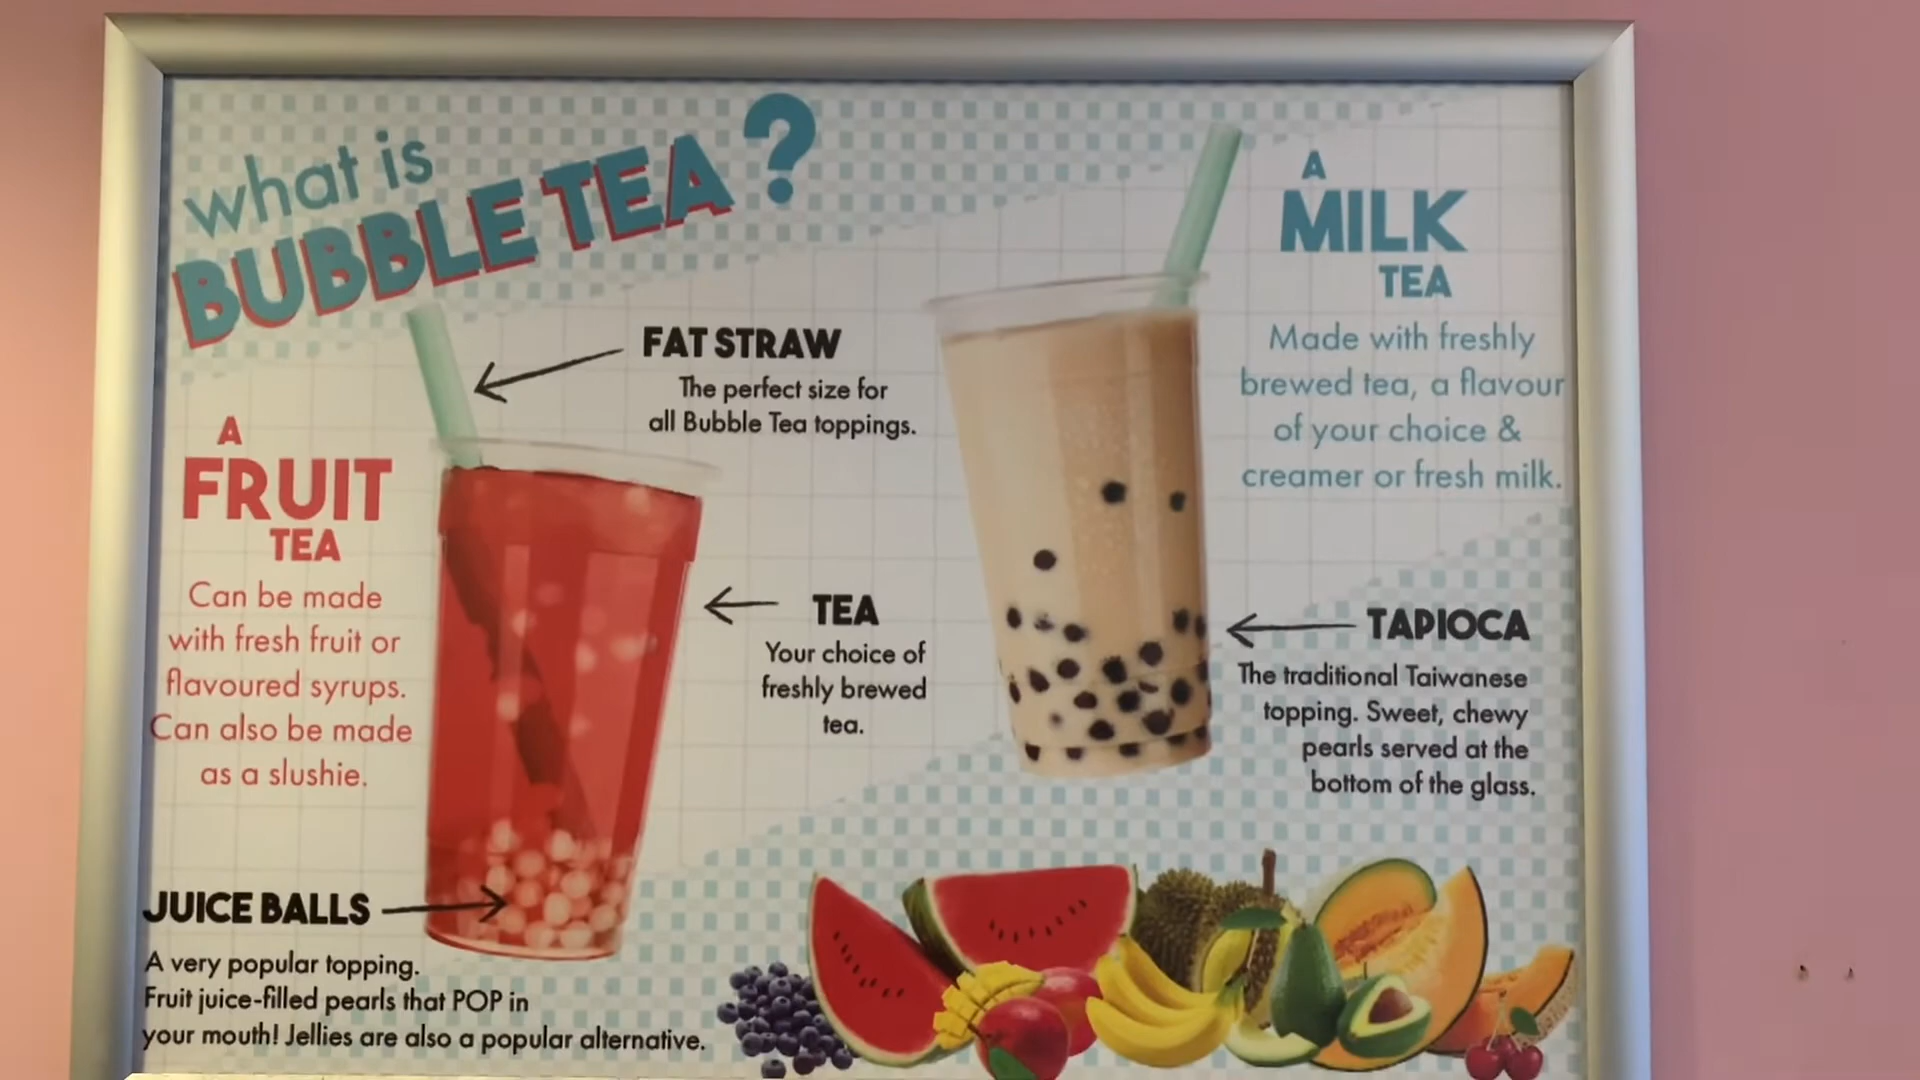 what is
BUBBLE TEA?
FAT STRAW
The perfect size for
all Bubble Tea toppings.
A
FRUIT
TEA
Can be made
with fresh fruit or
flavoured syrups.
Can also be made
as a slushie.
TEA
Your choice of
freshly brewed
tea.
JUICE BALLS
A very popular topping.
Fruit juice-filled pearls that POP in
your mouth! Jellies are also a popular alternative.
A
MILK
TEA
Made with freshly
brewed tea, a flavour
of your choice &
creamer or fresh milk.
TAPIOCA
The traditional Taiwanese
topping. Sweet, chewy
pearls served at the
bottom of the glass.